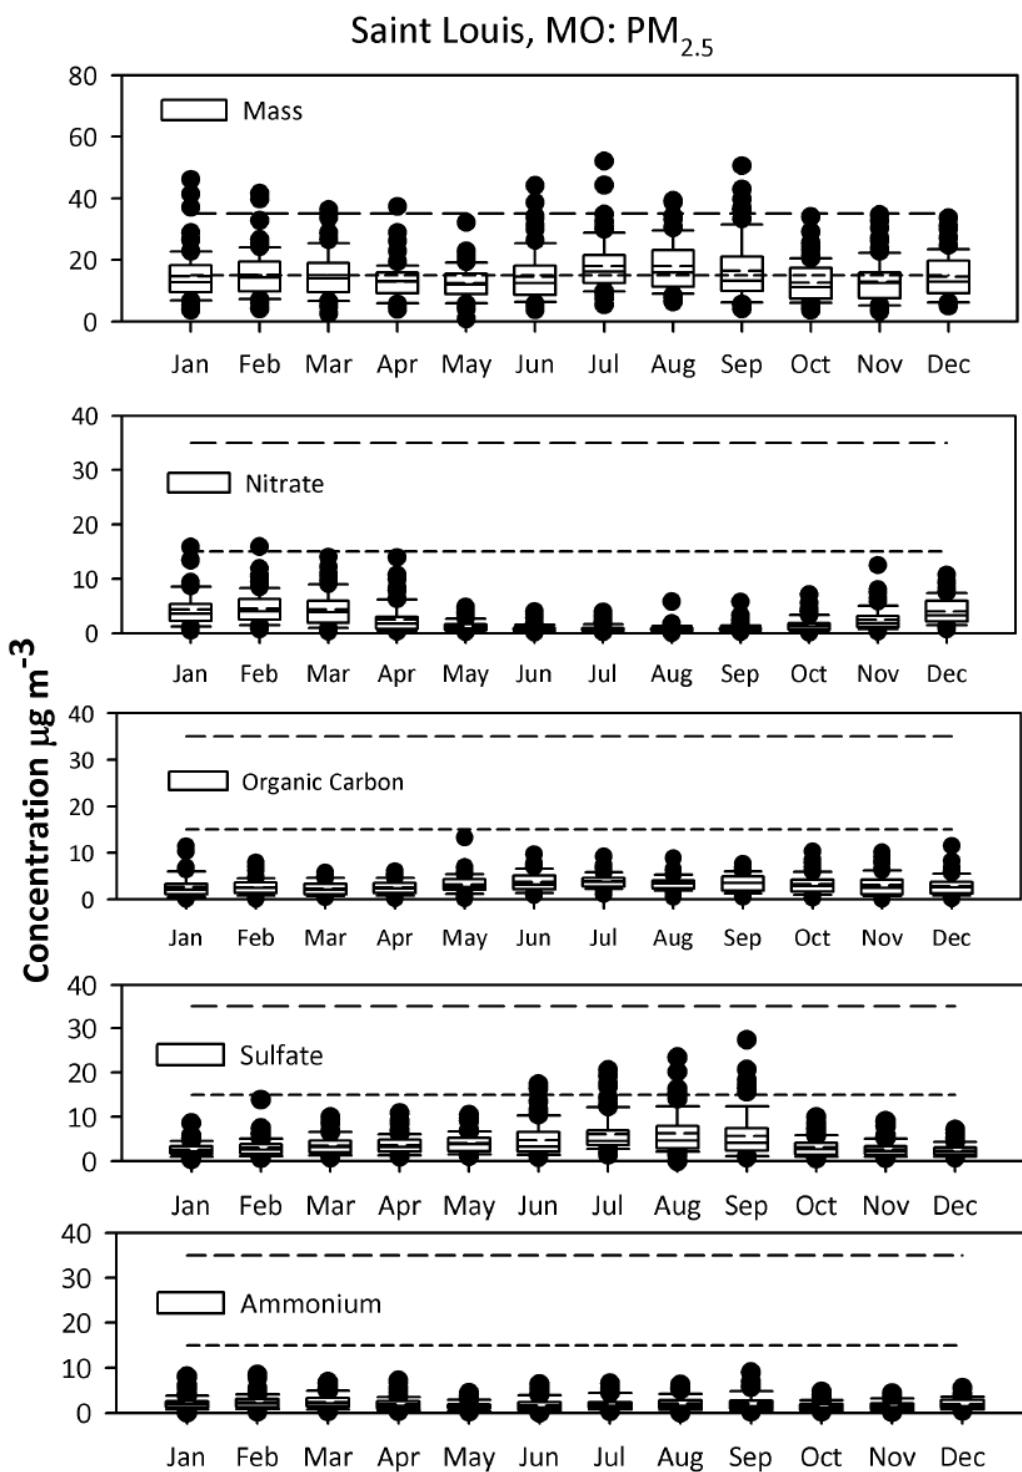 Saint Louis, MO: PM2.5
Concentration µg m-3
80
Mass
60
40
20
0
Jan Feb Mar Apr May Jun Jul Aug Sep Oct Nov Dec
40
30
Nitrate
20
10
0
Jan Feb Mar Apr May Jun Jul Aug Sep Oct Nov Dec
40
30
Organic Carbon
20
10
0
Jan Feb Mar Apr May Jun Jul Aug Sep Oct Nov Dec
40
30
Sulfate
20
10
0
Jan Feb Mar Apr May Jun Jul Aug Sep Oct Nov Dec
40
30
Ammonium
20
10
0
Jan Feb Mar Apr May Jun Jul Aug Sep Oct Nov Dec